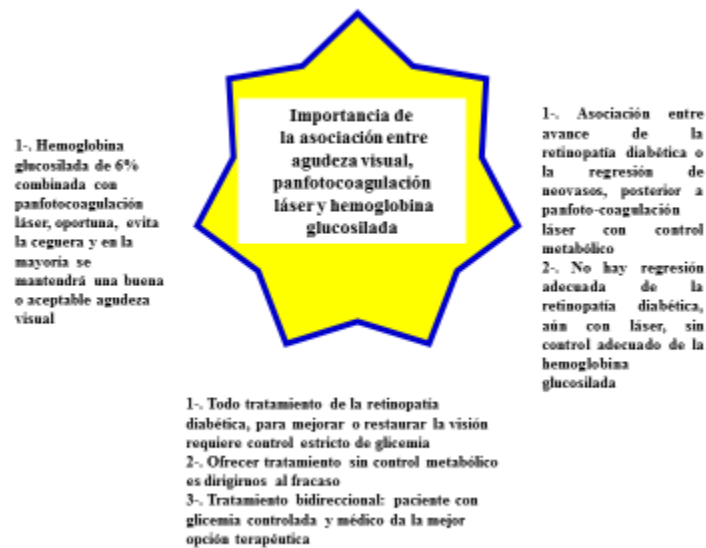 Importancia de
la asociación entre
agudeza visual,
panfotocoagulación
láser y hemoglobina
glucosilada
1-. Hemoglobina
glucosilada de 6%
combinada con
panfotocoagulación
láser, oportuna, evita
la ceguera y en la
mayoría se
mantendrá una buena
o aceptable agudeza
visual
1-. Asociación entre
avance de la
retinopatía diabética o
la regresión de
neovasos, posterior a
panfoto-coagulación
láser con control
metabólico
2-. No hay regresión
adecuada de la
retinopatía diabética,
aún con láser, sin
control adecuado de la
hemoglobina
glucosilada
1-. Todo tratamiento de la retinopatía
diabética, para mejorar o restaurar la visión
requiere control estricto de glicemia
2-. Ofrecer tratamiento sin control metabólico
es dirigirnos al fracaso
3-. Tratamiento bidireccional: paciente con
glicemia controlada y médico da la mejor
opción terapéutica